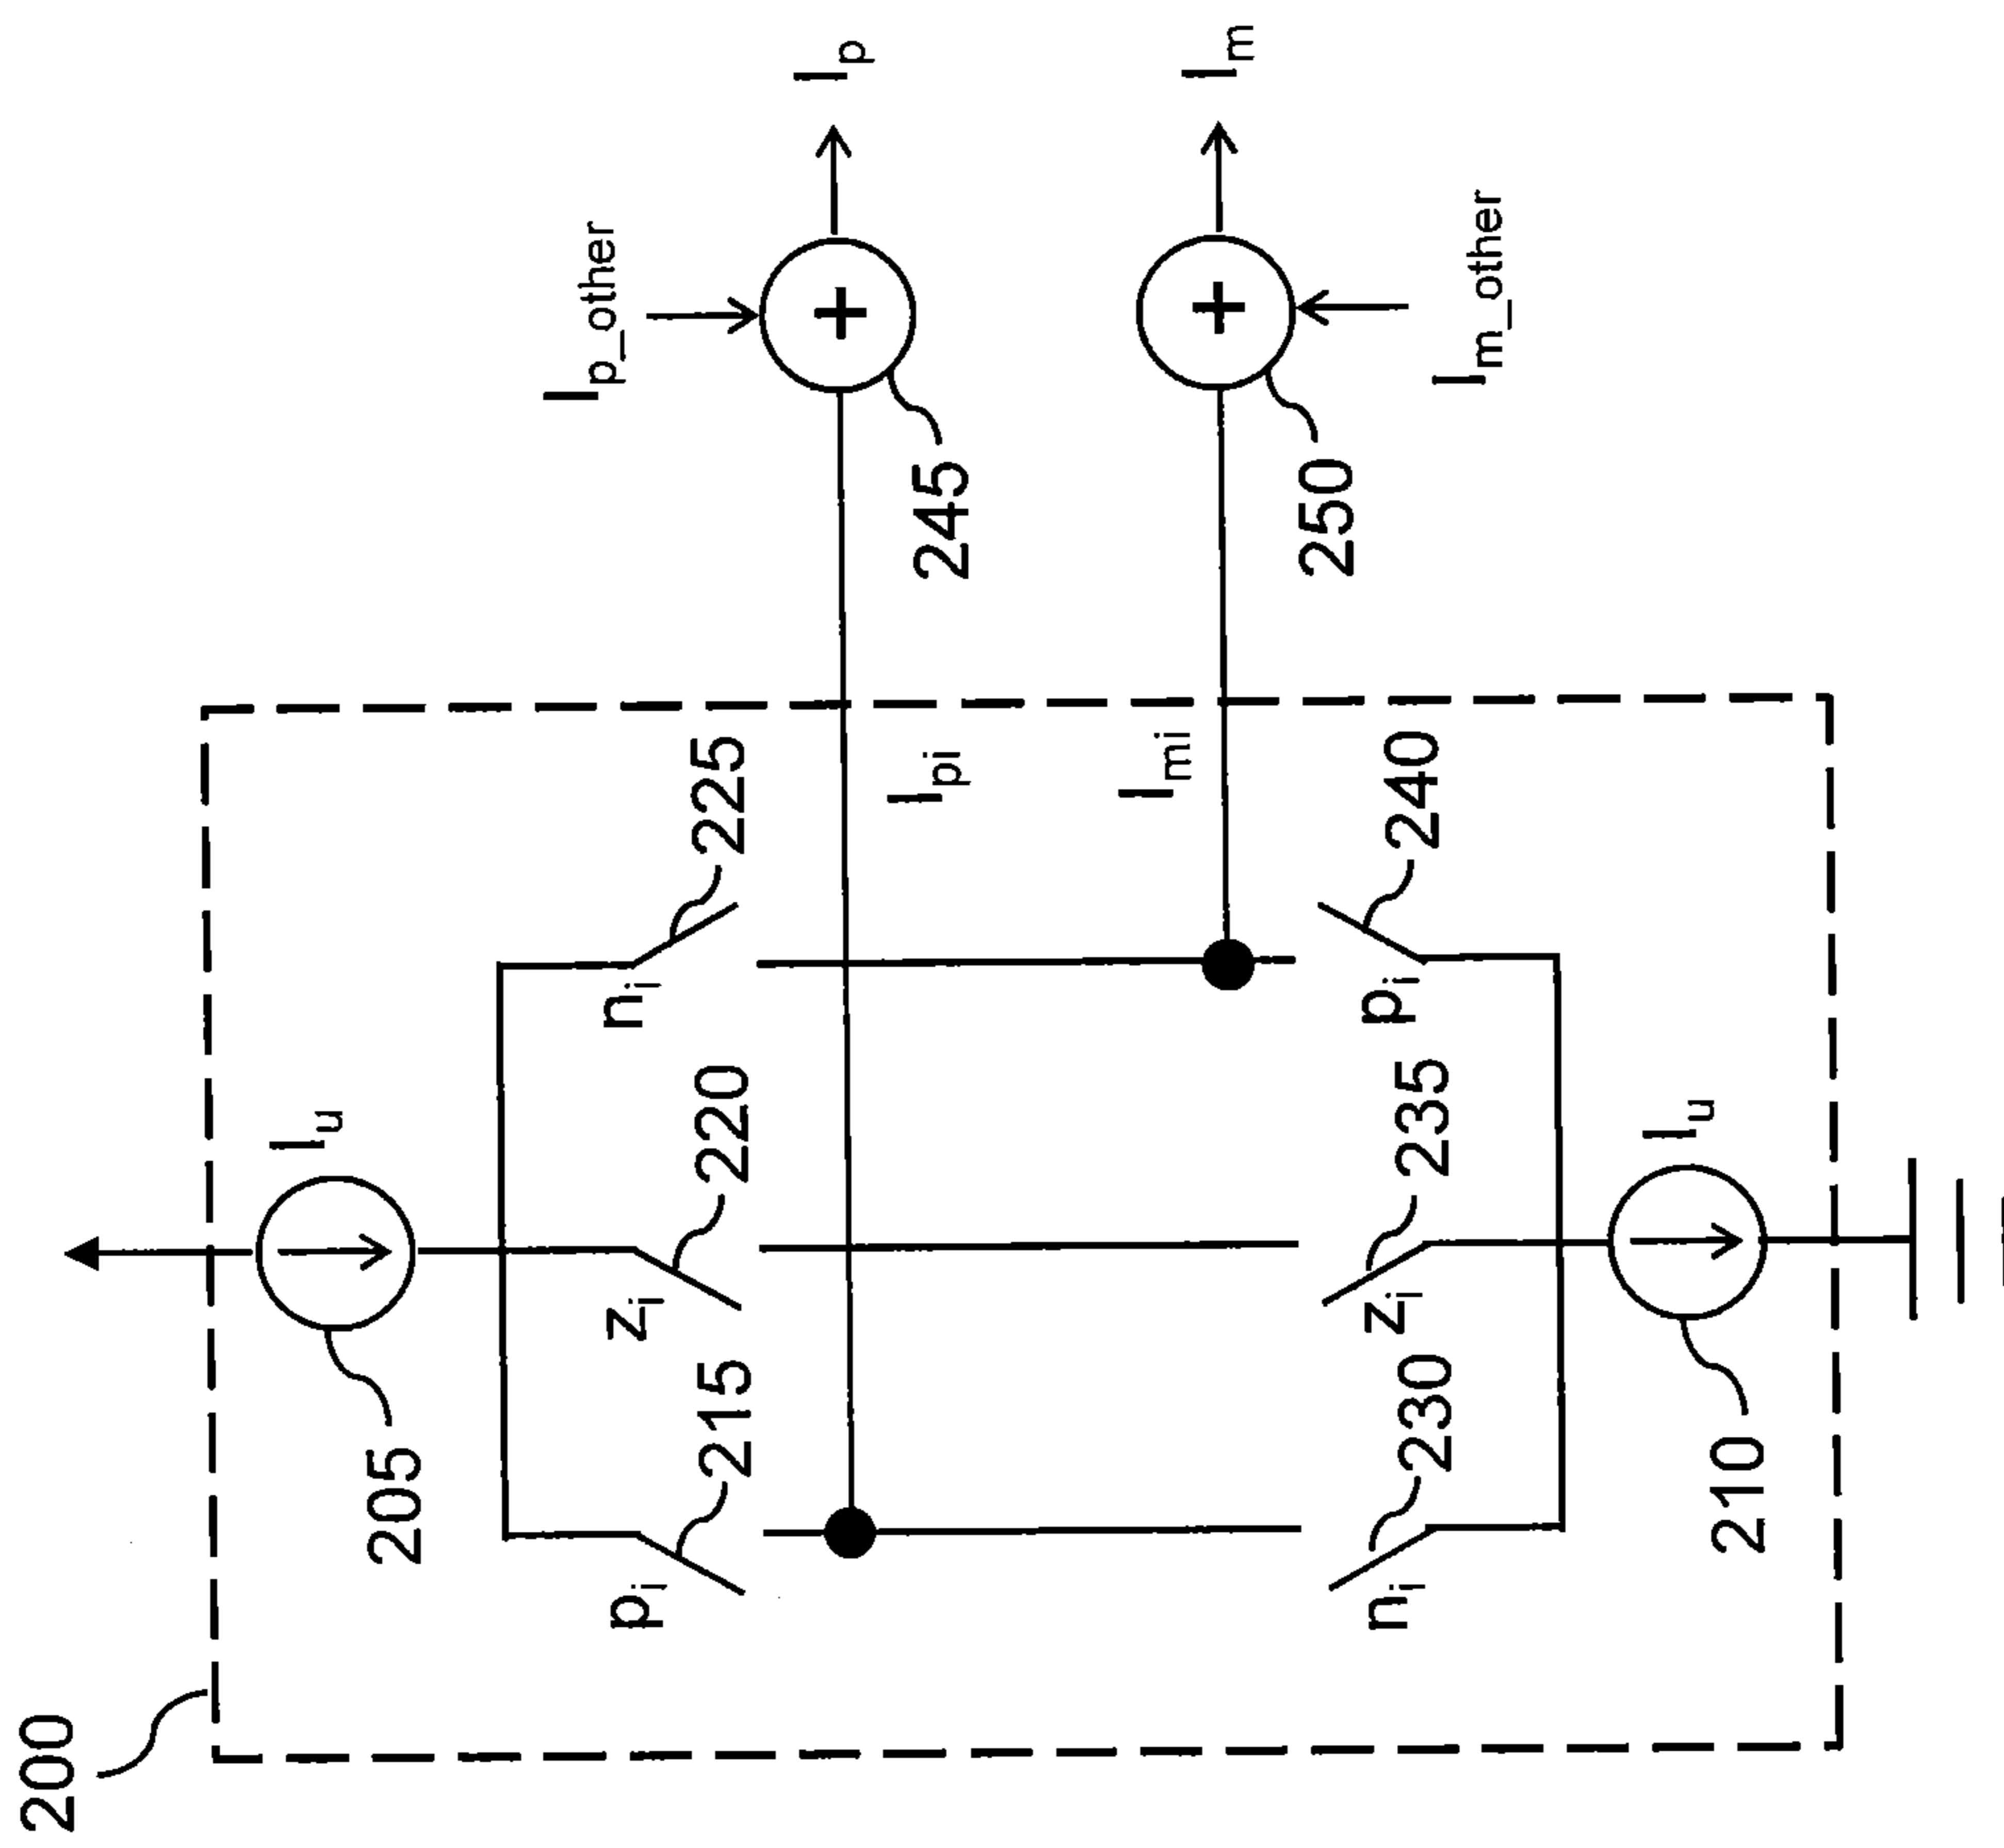 200
205
I_u
p_i
215
z_i
220
n_i
225
I_p_other
I_p
245
I_pi
I_mi
I_m
250
I_m_other
n_i
230
z_i
235
p_i
240
210
I_u
+
+